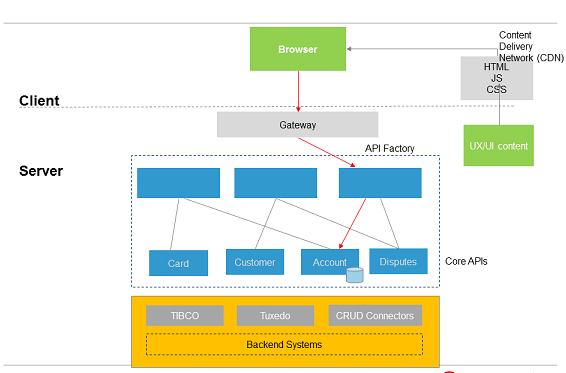 Content
Delivery
Network (CDN)
Browser
HTML
JS
CSS
Client
Gateway
UX/UI content
API Factory
Server
Card
Customer
Account
Disputes
Core APIs
TIBCO
Tuxedo
CRUD Connectors
Backend Systems